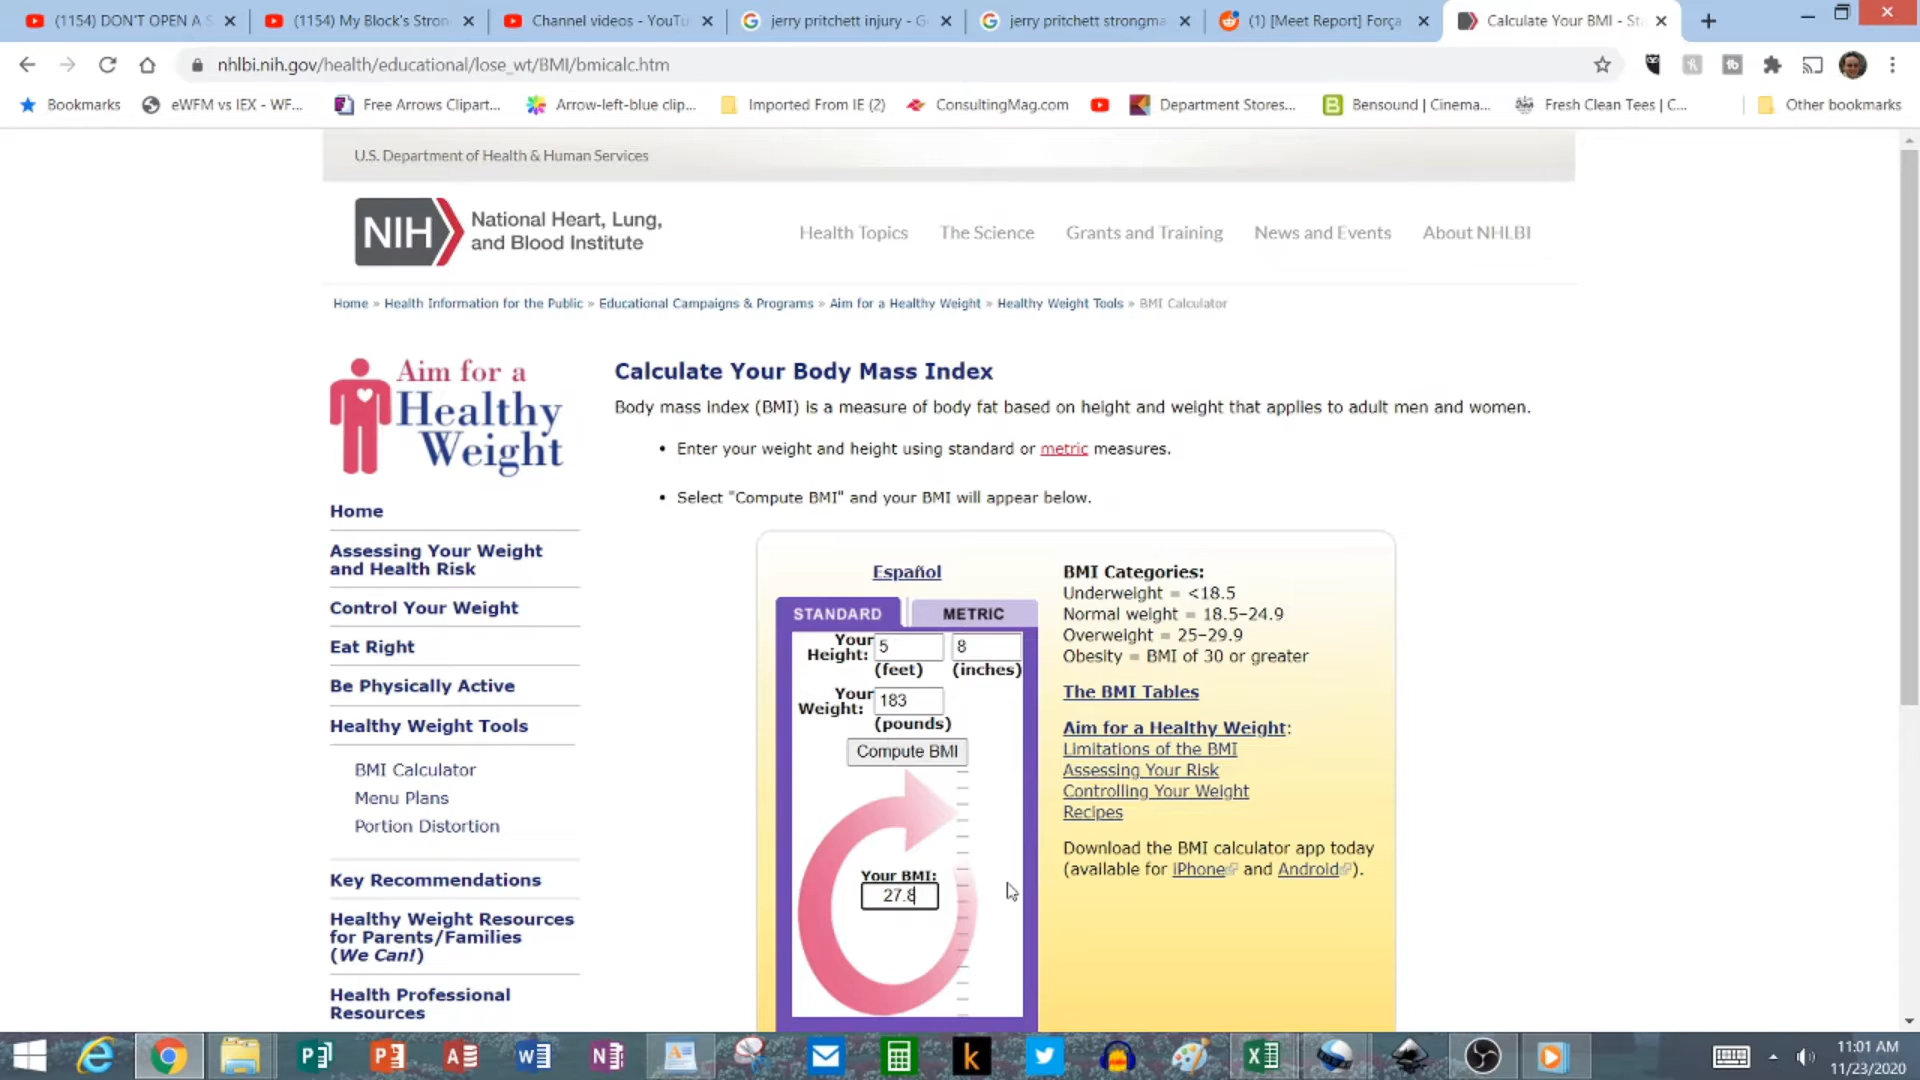 (1154) DON'T OPEN A S
(1154) My Block's Stron
Channel videos - YouTu
jerry pritchett injury - G
jerry pritchett strongma
(1) [Meet Report] Força
Calculate Your BMI - St
nhlbi.nih.gov/health/educational/lose_wt/BMI/bmicalc.htm
Bookmarks
eWFM vs IEX - WF...
Free Arrows Clipart...
Arrow-left-blue clip...
Imported From IE (2)
ConsultingMag.com
Department Stores...
Bensound | Cinema...
Fresh Clean Tees | C...
Other bookmarks
U.S. Department of Health & Human Services
NIH
National Heart, Lung,
and Blood Institute
Health Topics
The Science
Grants and Training
News and Events
About NHLBI
Home » Health Information for the Public » Educational Campaigns & Programs » Aim for a Healthy Weight » Healthy Weight Tools » BMI Calculator
Aim for a
Healthy
Weight
Home
Assessing Your Weight
and Health Risk
Control Your Weight
Eat Right
Be Physically Active
Healthy Weight Tools
BMI Calculator
Menu Plans
Portion Distortion
Key Recommendations
Healthy Weight Resources
for Parents/Families
(We Can!)
Health Professional
Resources
Calculate Your Body Mass Index
Body mass index (BMI) is a measure of body fat based on height and weight that applies to adult men and women.
• Enter your weight and height using standard or metric measures.
• Select "Compute BMI" and your BMI will appear below.
Español
STANDARD
METRIC
Your
Height:
5
8
(feet)
(inches)
Your
Weight:
183
(pounds)
Compute BMI
Your BMI:
27.8
BMI Categories:
Underweight = <18.5
Normal weight = 18.5–24.9
Overweight = 25–29.9
Obesity = BMI of 30 or greater
The BMI Tables
Aim for a Healthy Weight:
Limitations of the BMI
Assessing Your Risk
Controlling Your Weight
Recipes
Download the BMI calculator app today
(available for iPhone and Android).
11:01 AM
11/23/2020